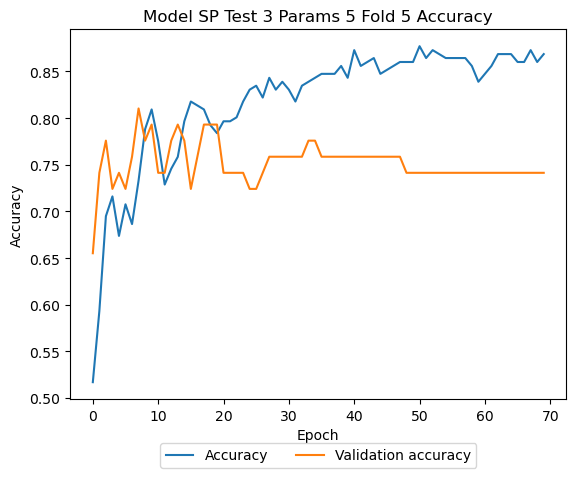 Model SP Test 3 Params 5 Fold 5 Accuracy
0.85
0.80
0.75
0.70
0.65
0.60
0.55
0.50
Accuracy
0 10 20 30 40 50 60 70
Epoch
Accuracy Validation accuracy